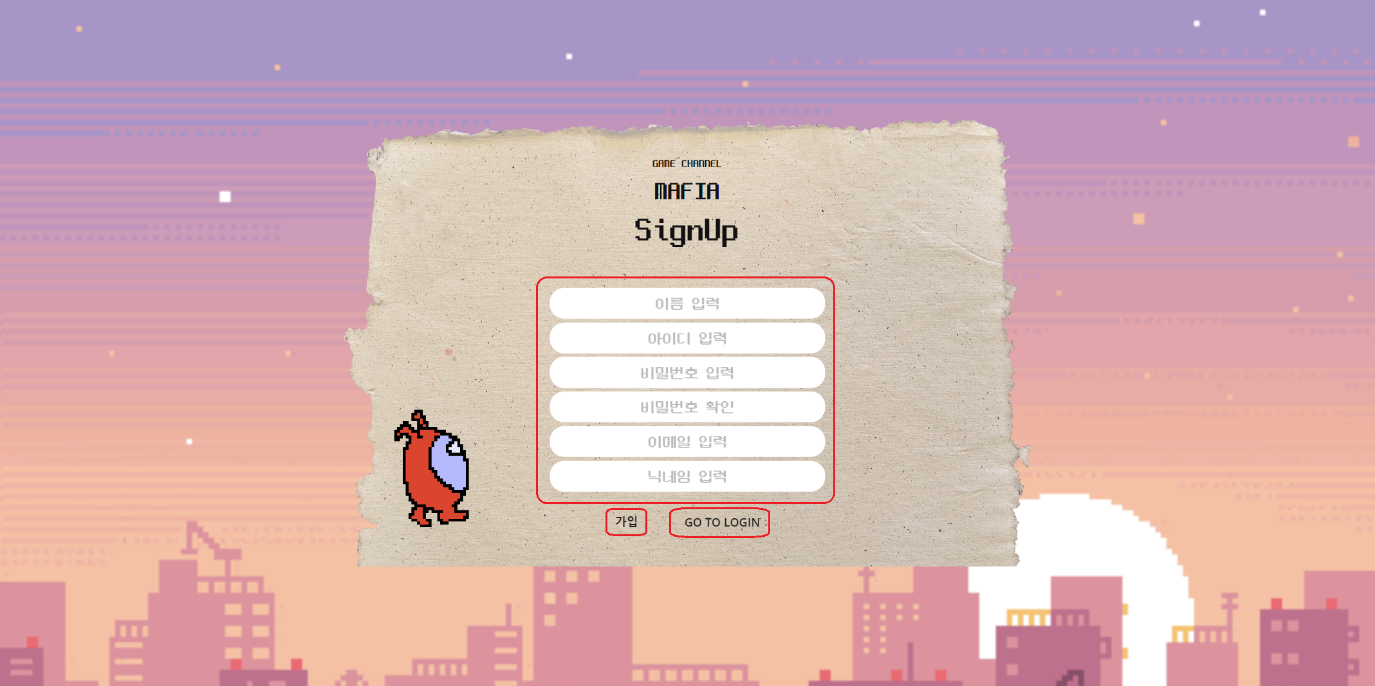 GAME CHANNEL
MAFIA
SignUp
이름 입력
아이디 입력
비밀번호 입력
비밀번호 확인
이메일 입력
닉네임 입력
가입 GO TO LOGIN